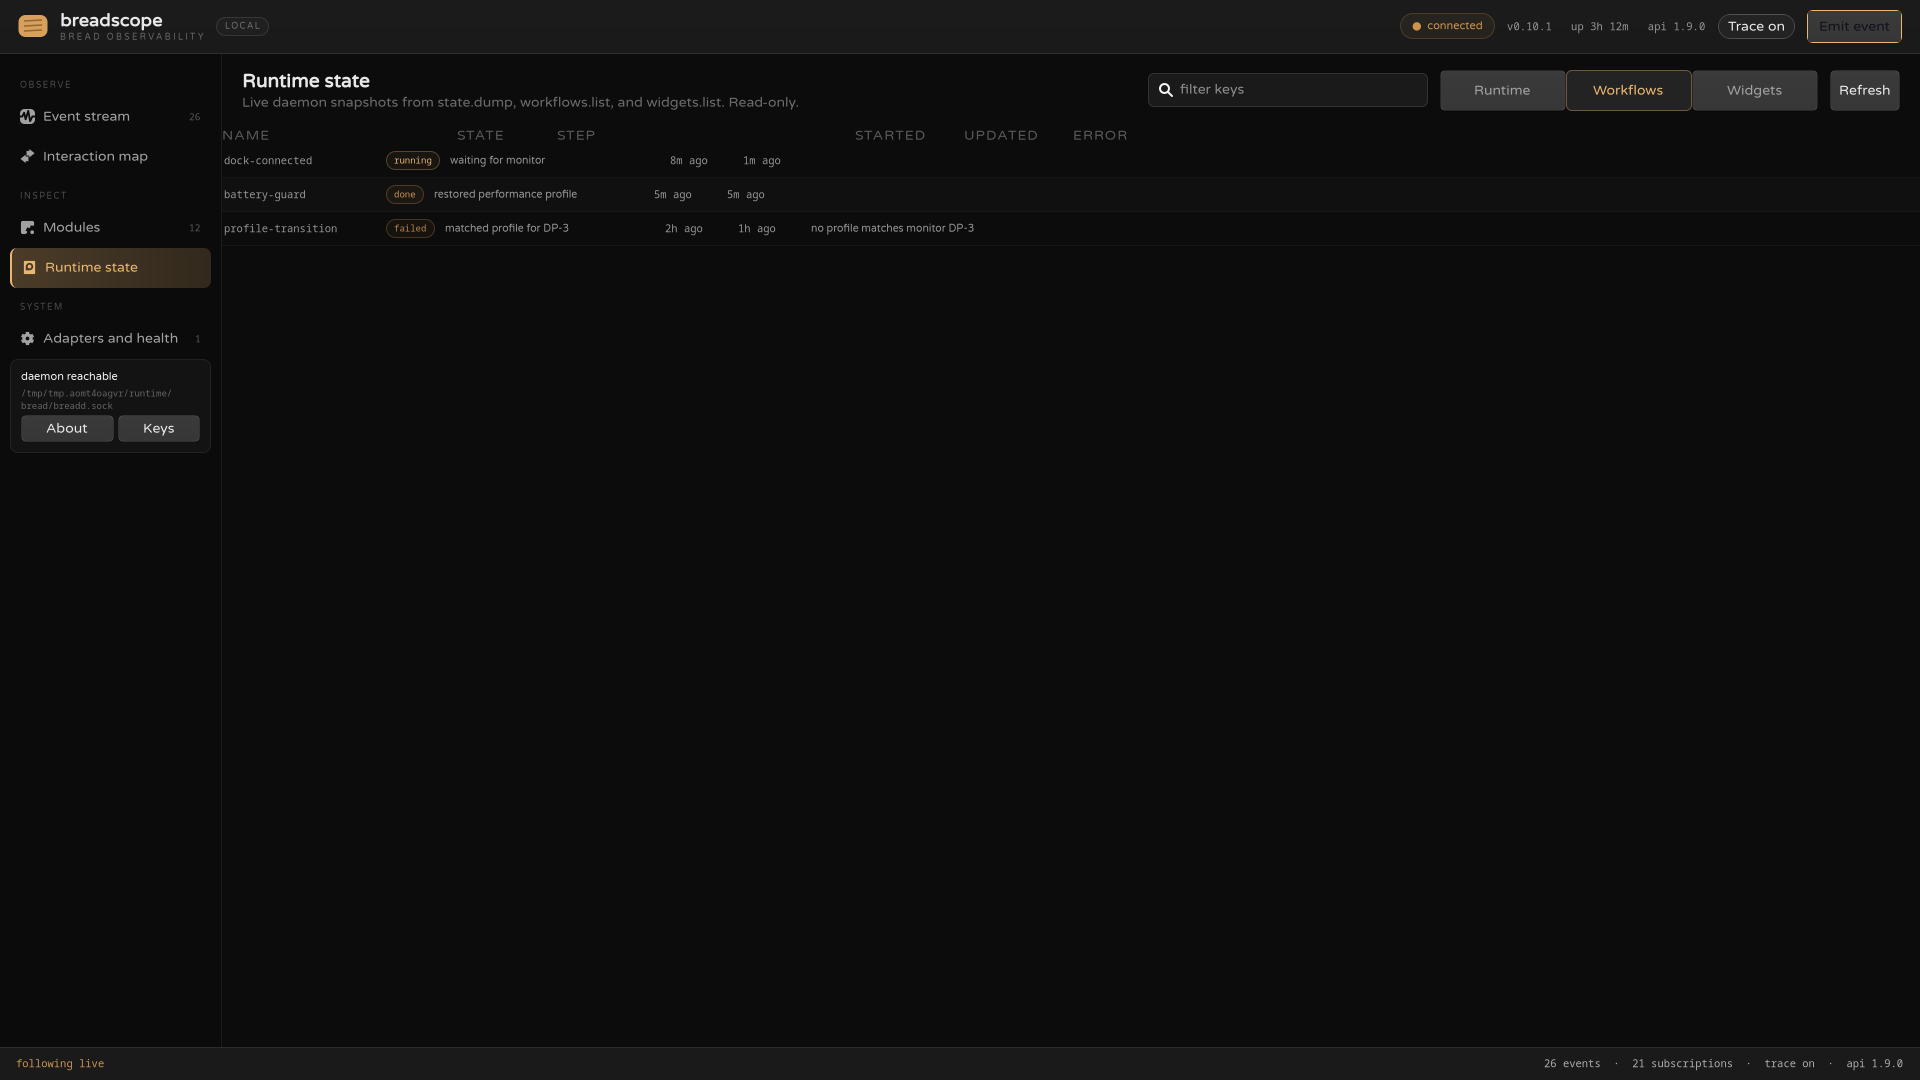 breadscope
BREAD OBSERVABILITY
LOCAL
connected
v0.10.1
up 3h 12m
api 1.9.0
Trace on
Emit event
OBSERVE
Event stream 26
Interaction map
INSPECT
Modules 12
Runtime state
SYSTEM
Adapters and health 1
daemon reachable
/tmp/tmp.aomt4oagvr/runtime/
bread/breadd.sock
About
Keys
Runtime state
Live daemon snapshots from state.dump, workflows.list, and widgets.list. Read-only.
filter keys
Runtime
Workflows
Widgets
Refresh
NAME STATE STEP STARTED UPDATED ERROR
dock-connected running waiting for monitor 8m ago 1m ago
battery-guard done restored performance profile 5m ago 5m ago
profile-transition failed matched profile for DP-3 2h ago 1h ago no profile matches monitor DP-3
following live
26 events · 21 subscriptions · trace on · api 1.9.0